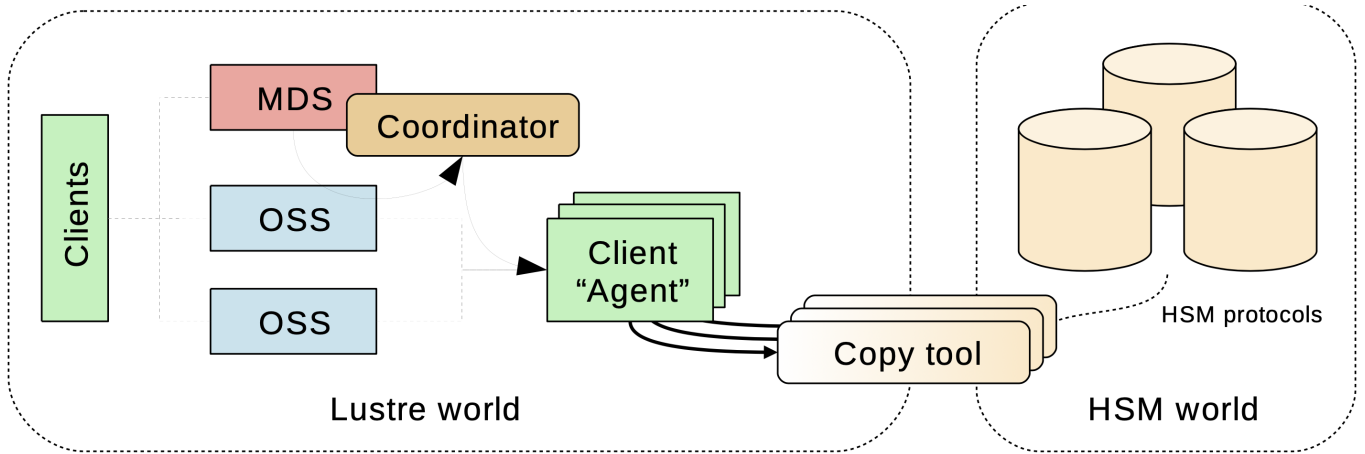 MDS
Coordinator
Clients
OSS
Client
“Agent”
OSS
HSM protocols
Copy tool
Lustre world
HSM world